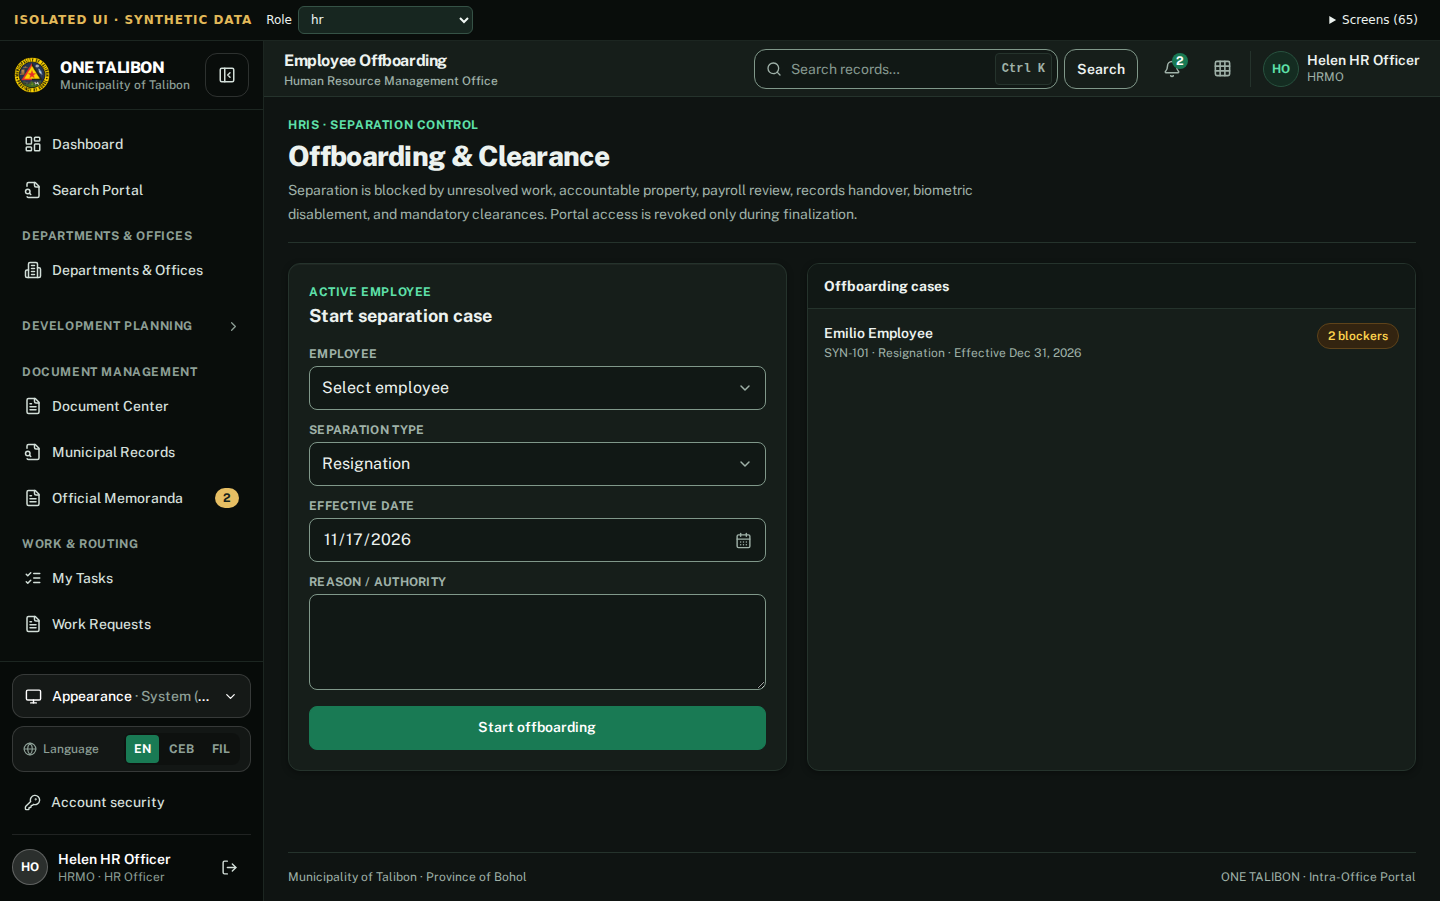 ISOLATED UI · SYNTHETIC DATA
Role
hr
Screens (65)
ONE TALIBON
Municipality of Talibon
Employee Offboarding
Human Resource Management Office
Search records...
Ctrl K
Search
2
HO
Helen HR Officer
HRMO
Dashboard
Search Portal
DEPARTMENTS & OFFICES
Departments & Offices
DEVELOPMENT PLANNING
DOCUMENT MANAGEMENT
Document Center
Municipal Records
Official Memoranda
2
WORK & ROUTING
My Tasks
Work Requests
Appearance · System (...
Language
EN
CEB
FIL
Account security
HO
Helen HR Officer
HRMO · HR Officer
HRIS · SEPARATION CONTROL
Offboarding & Clearance
Separation is blocked by unresolved work, accountable property, payroll review, records handover, biometric
disablement, and mandatory clearances. Portal access is revoked only during finalization.
ACTIVE EMPLOYEE
Start separation case
EMPLOYEE
Select employee
SEPARATION TYPE
Resignation
EFFECTIVE DATE
11/17/2026
REASON / AUTHORITY
Start offboarding
Offboarding cases
Emilio Employee
SYN-101 · Resignation · Effective Dec 31, 2026
2 blockers
Municipality of Talibon · Province of Bohol
ONE TALIBON · Intra-Office Portal